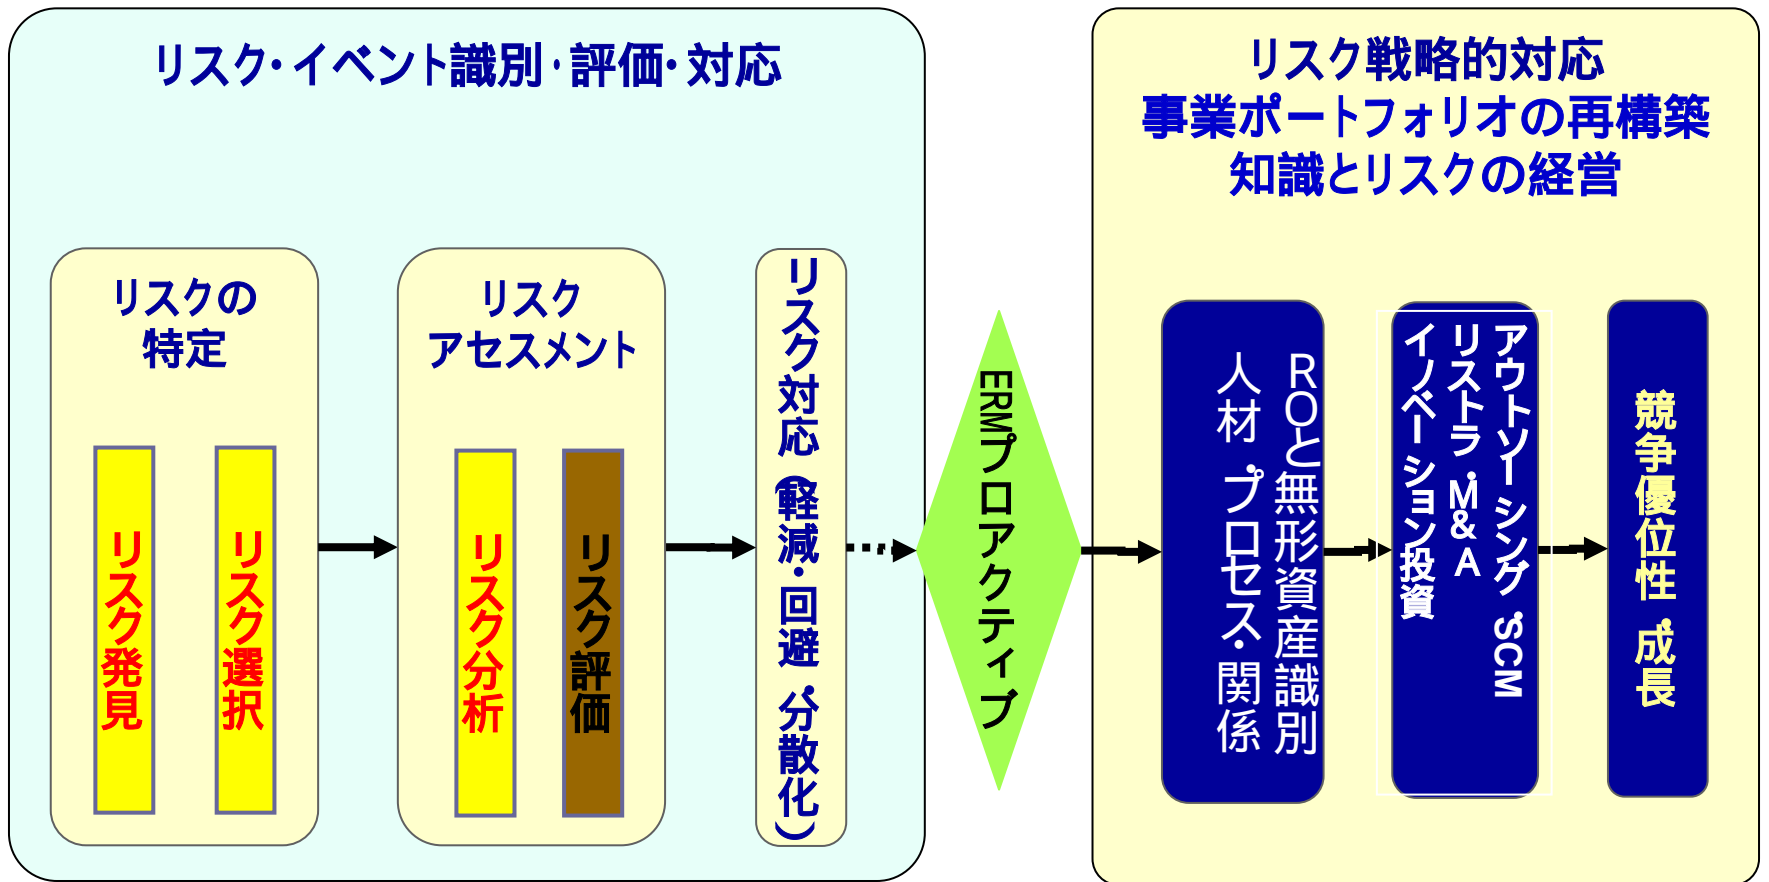 リスク・イベント識別・評価・対応
リスクの
特定
リスク発見
リスク選択
リスク
アセスメント
リスク分析
リスク評価
リスク対応（軽減・回避・分散化）
ERMプロアクティブ
リスク戦略的対応
事業ポートフォリオの再構築
知識とリスクの経営
ROと無形資産識別
人材・プロセス・関係
アウトソーシング・SCM
リストラ・M&A
イノベーション投資
競争優位性・成長